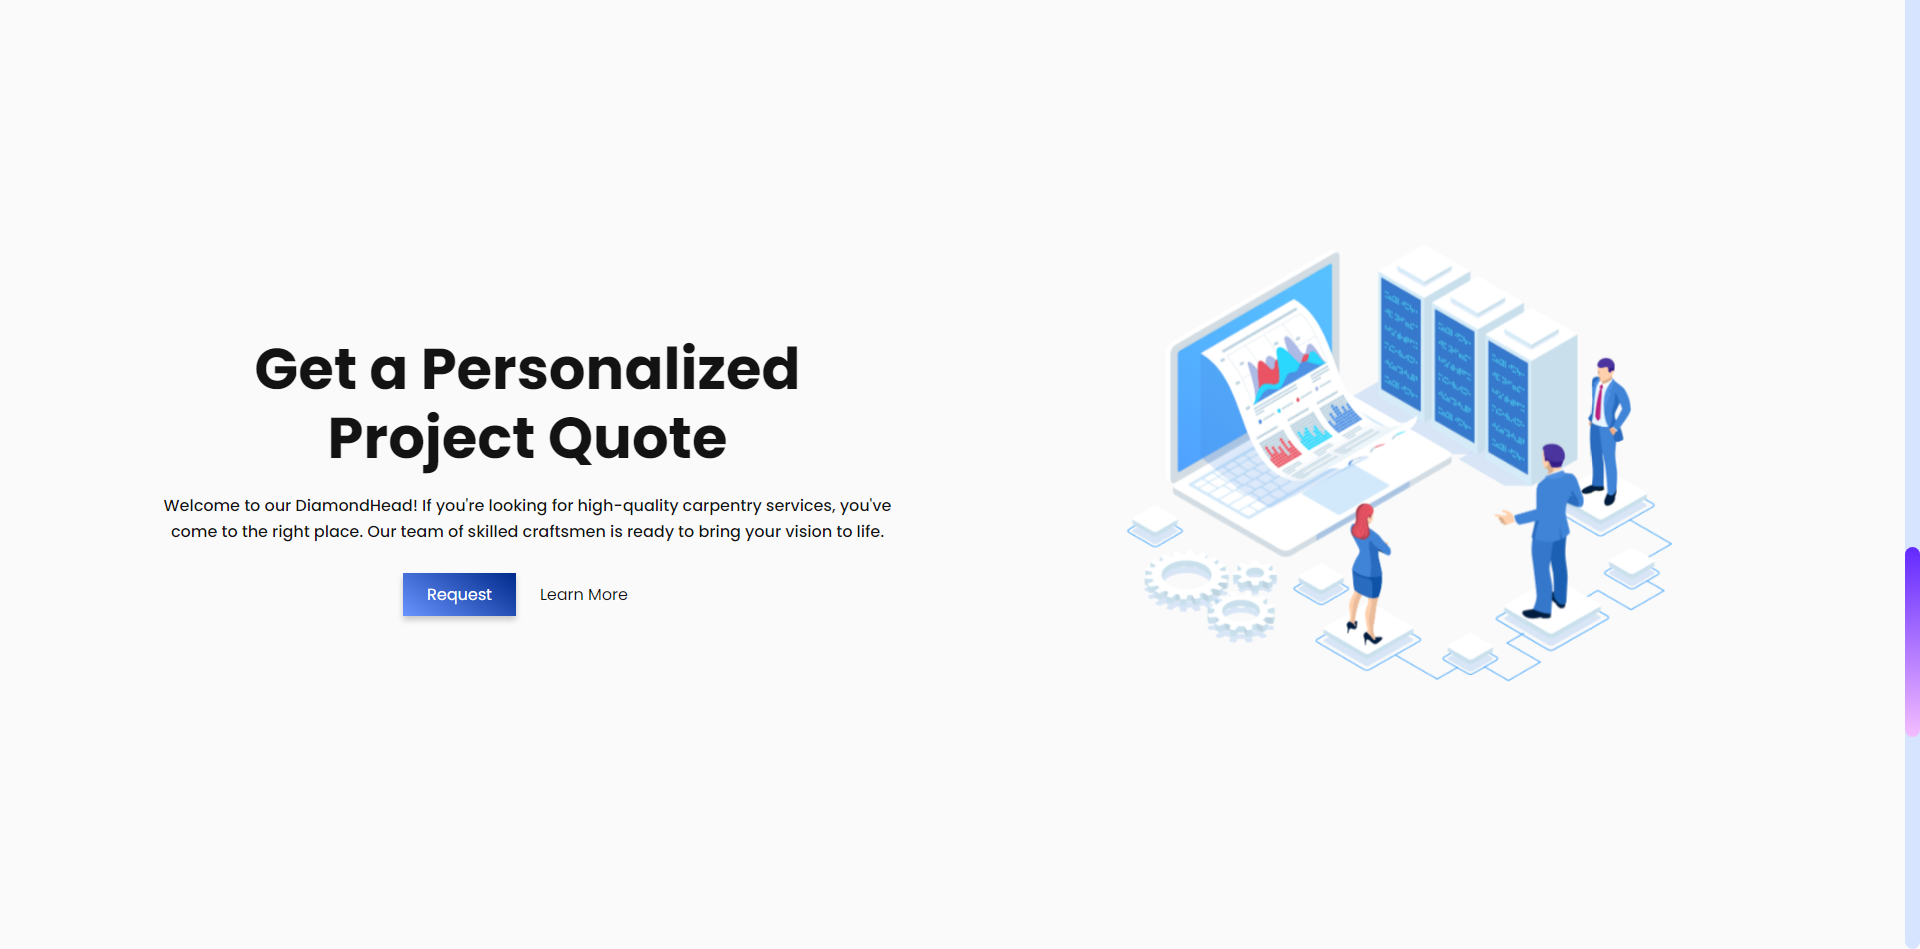 Get a Personalized
Project Quote
Welcome to our DiamondHead! If you're looking for high-quality carpentry services, you've
come to the right place. Our team of skilled craftsmen is ready to bring your vision to life.
Request
Learn More